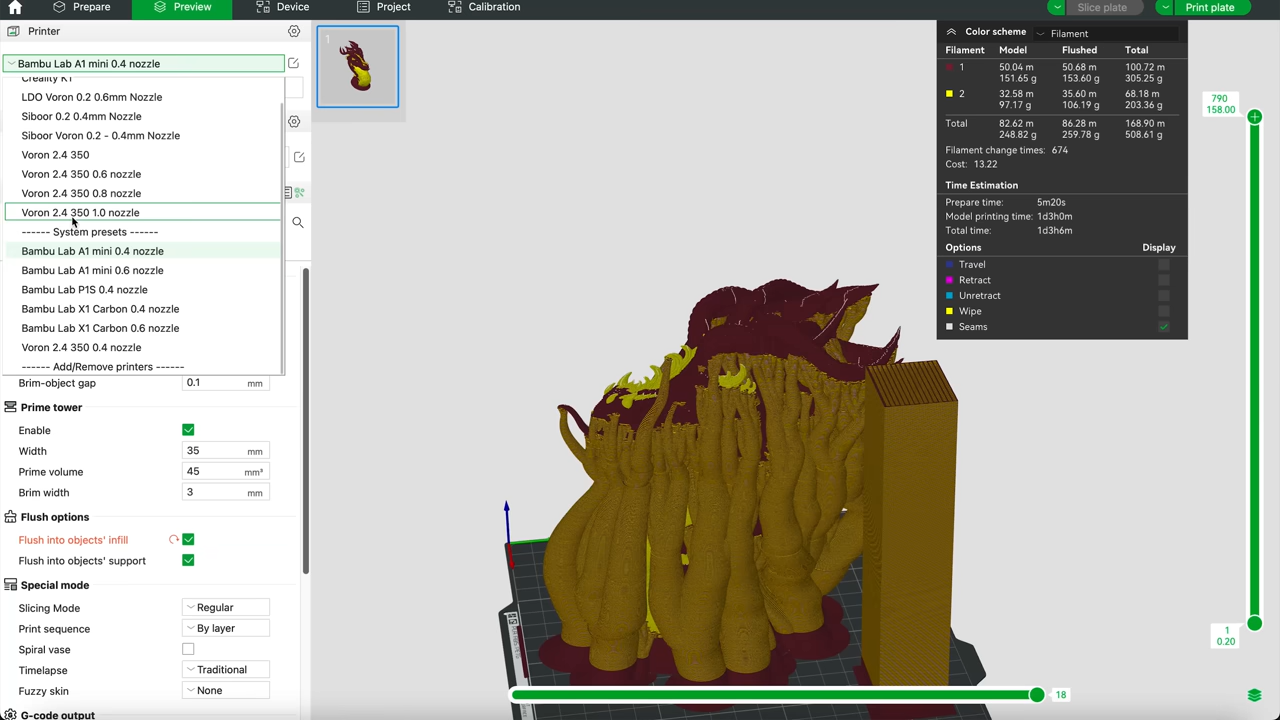 Prepare
Preview
Device
Project
Calibration
Slice plate
Print plate
Printer
Bambu Lab A1 mini 0.4 nozzle
Creality K1
LDO Voron 0.2 0.6mm Nozzle
Siboor 0.2 0.4mm Nozzle
Siboor Voron 0.2 - 0.4mm Nozzle
Voron 2.4 350
Voron 2.4 350 0.6 nozzle
Voron 2.4 350 0.8 nozzle
Voron 2.4 350 1.0 nozzle
------ System presets ------
Bambu Lab A1 mini 0.4 nozzle
Bambu Lab A1 mini 0.6 nozzle
Bambu Lab P1S 0.4 nozzle
Bambu Lab X1 Carbon 0.4 nozzle
Bambu Lab X1 Carbon 0.6 nozzle
Voron 2.4 350 0.4 nozzle
------ Add/Remove printers ------
Brim-object gap 0.1 mm
Prime tower
Enable
Width 35 mm
Prime volume 45 mm³
Brim width 3 mm
Flush options
Flush into objects' infill
Flush into objects' support
Special mode
Slicing Mode Regular
Print sequence By layer
Spiral vase
Timelapse Traditional
Fuzzy skin None
G-code output
1
Color scheme Filament
Filament Model Flushed Total
1 50.04 m 50.68 m 100.72 m
151.65 g 153.60 g 305.25 g
2 32.58 m 35.60 m 68.18 m
97.17 g 106.19 g 203.36 g
Total 82.62 m 86.28 m 168.90 m
248.82 g 259.78 g 508.61 g
Filament change times: 674
Cost: 13.22
Time Estimation
Prepare time: 5m20s
Model printing time: 1d3h0m
Total time: 1d3h6m
Options Display
Travel
Retract
Unretract
Wipe
Seams
790
158.00
1
0.20
18